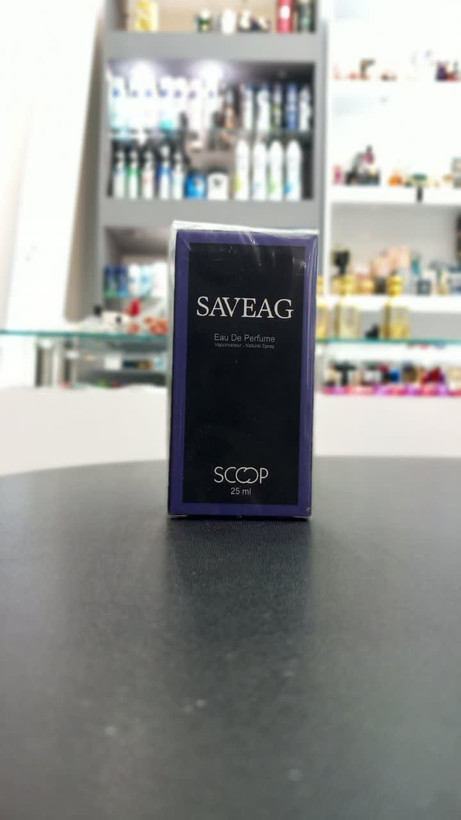 SAVEAG
Eau De Perfume
Vaporisateur - Natural Spray
SCOOP
25 ml